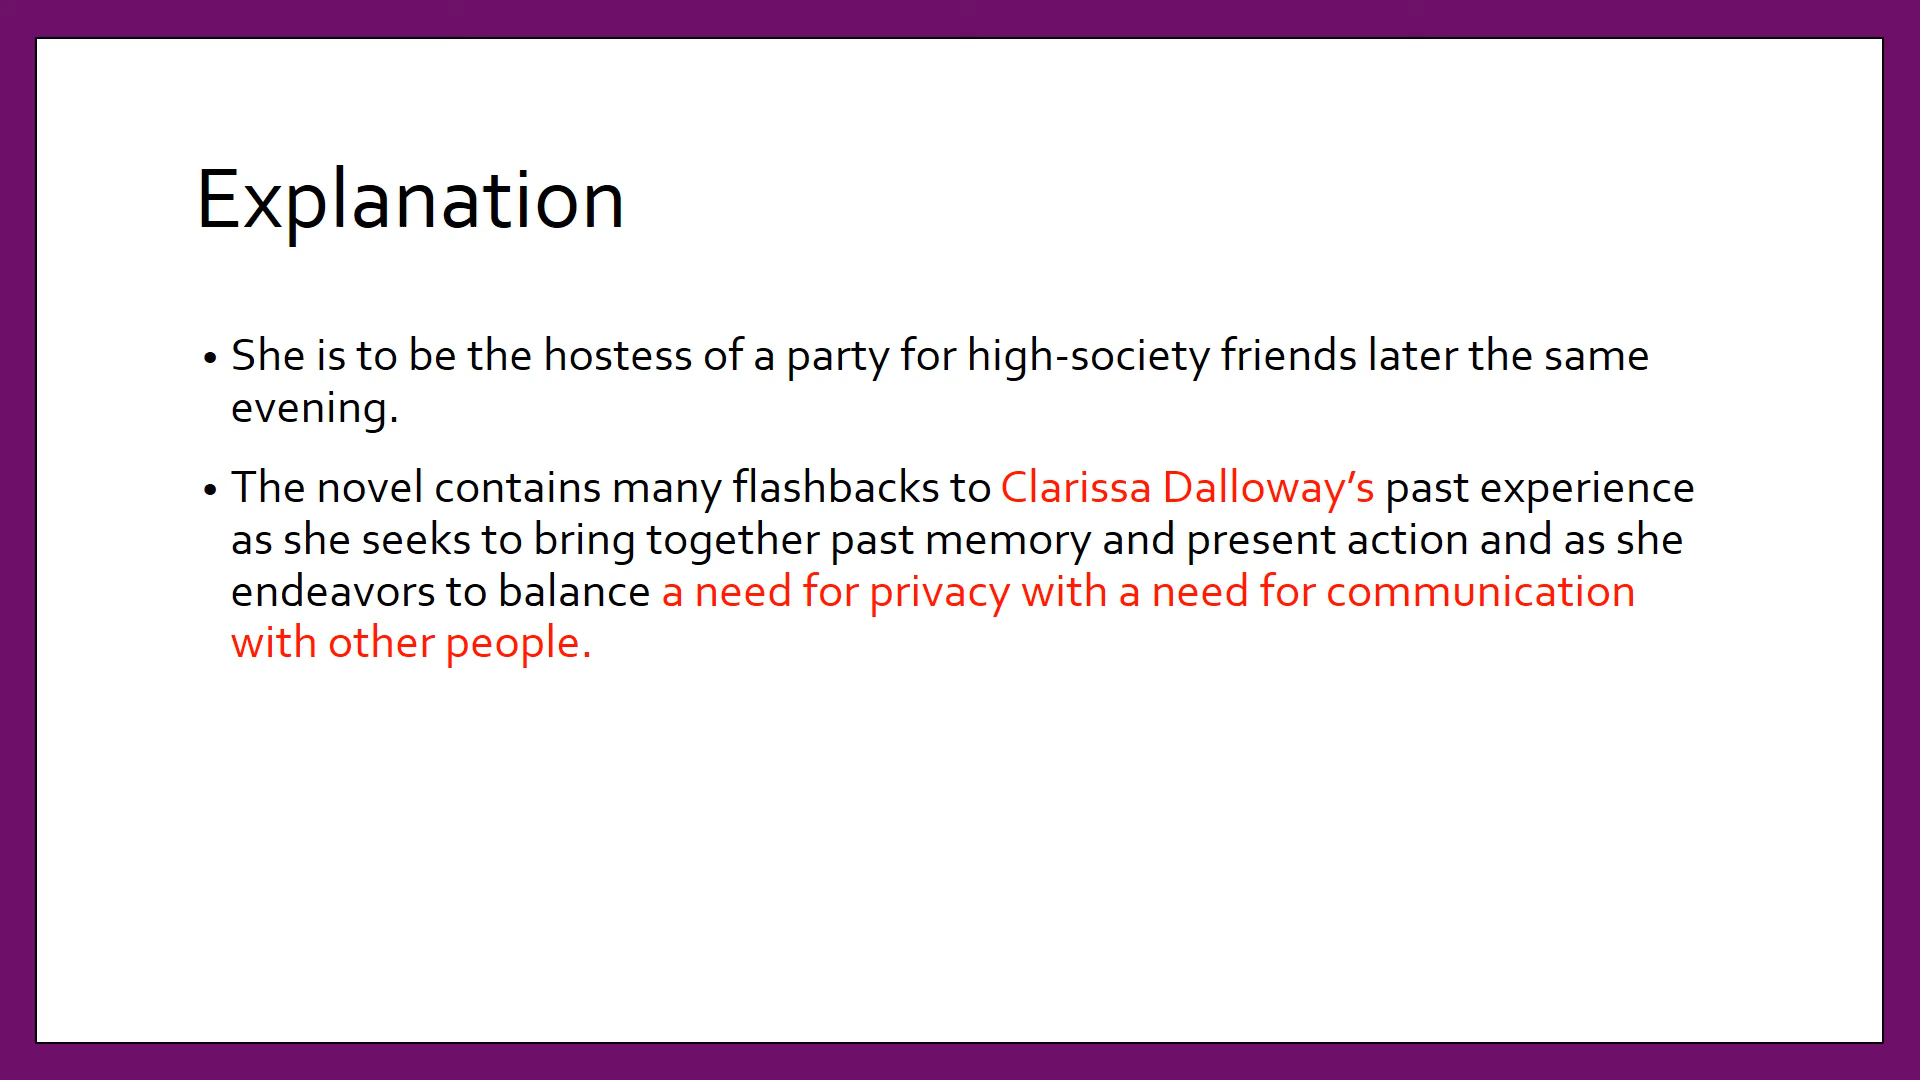 Explanation
• She is to be the hostess of a party for high-society friends later the same
evening.
• The novel contains many flashbacks to Clarissa Dalloway’s past experience
as she seeks to bring together past memory and present action and as she
endeavors to balance a need for privacy with a need for communication
with other people.